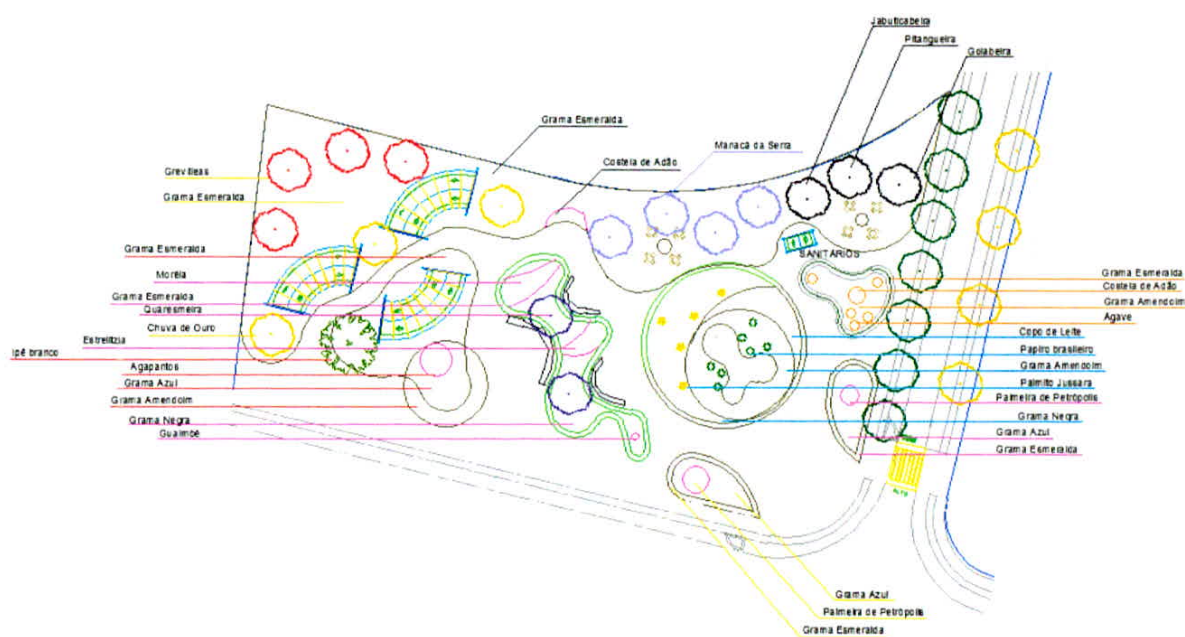 Jabuticabeira
Pitangueira
Goiabeira
Grama Esmeralda
Manacá da Serra
Costela de Adão
Grevilleas
Grama Esmeralda
Grama Esmeralda
SANITÁRIOS
Moréia
Grama Esmeralda
Quaresmeira
Chuva de Ouro
Estrelitzia
Ipê branco
Agapantos
Grama Azul
Grama Amendoim
Grama Negra
Guaimbê
Grama Esmeralda
Costela de Adão
Grama Amendoim
Agave
Copo de Leite
Papiro brasileiro
Grama Amendoim
Palmito Jussara
Palmeira de Petrópolis
Grama Negra
Grama Azul
Grama Esmeralda
Grama Azul
Palmeira de Petrópolis
Grama Esmeralda